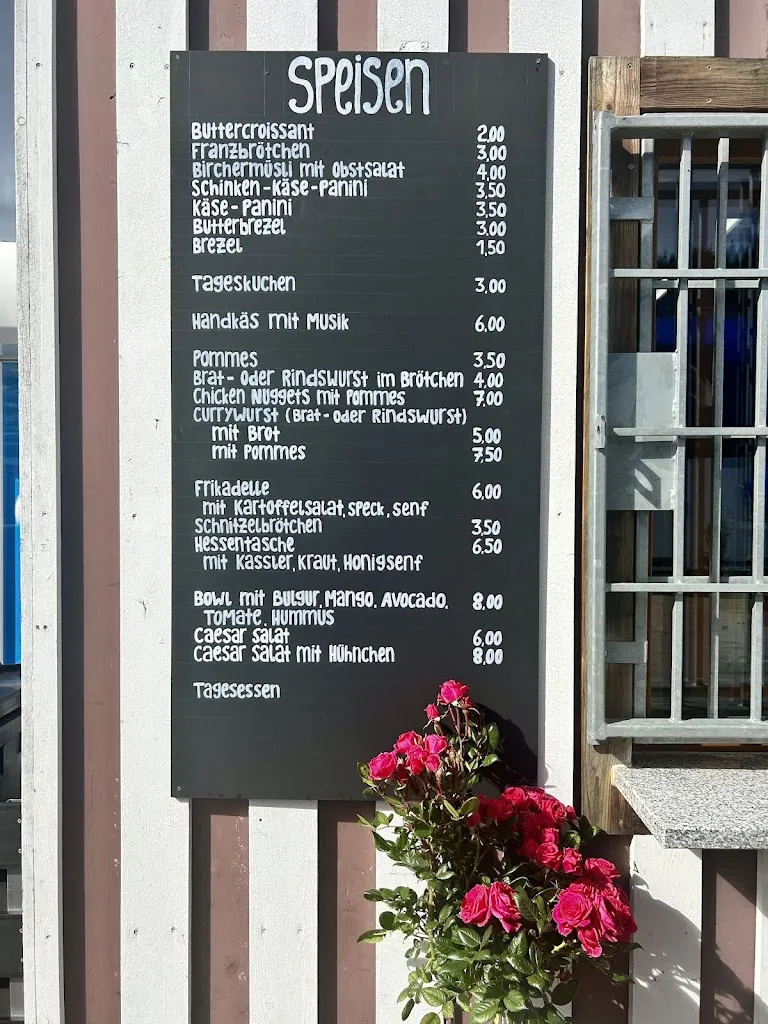 Speisen
Buttercroissant 2,00
Franzbrötchen 3,00
Birchermüsli mit Obstsalat 4,00
Schinken-Käse-Panini 3,50
Käse-Panini 3,50
Butterbrezel 3,00
Brezel 1,50
Tageskuchen 3,00
Handkäs mit Musik 6,00
Pommes 3,50
Brat- oder Rindswurst im Brötchen 4,00
Chicken Nuggets mit Pommes 7,00
Currywurst (Brat-oder Rindswurst)
mit Brot 5,00
mit Pommes 7,50
Frikadelle 6,00
mit Kartoffelsalat, Speck, Senf
Schnitzelbrötchen 3,50
Hessentasche 6,50
mit Kassler, Kraut, Honigsenf
Bowl mit Bulgur, Mango, Avocado, 8,00
Tomate, Hummus
Caesar Salat 6,00
Caesar Salat mit Hühnchen 8,00
Tagesessen